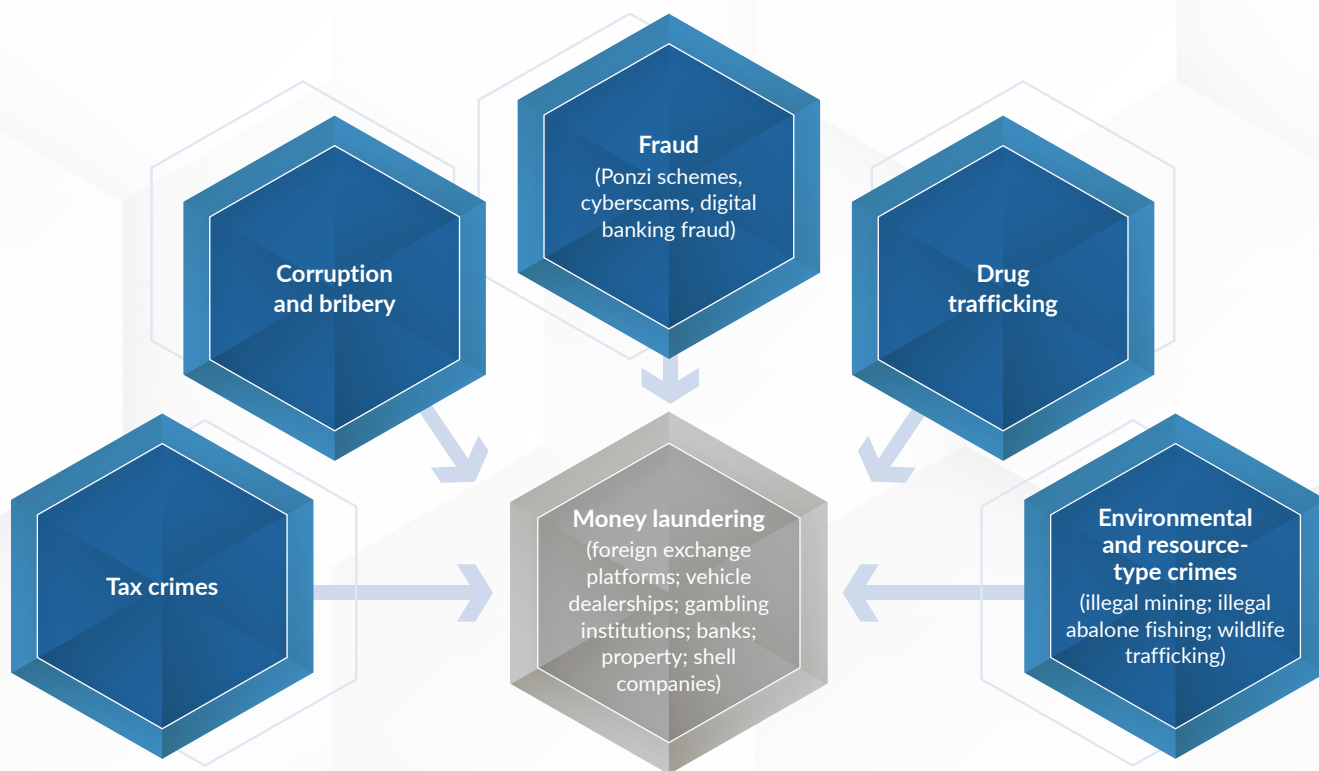 Fraud
(Ponzi schemes,
cyberscams, digital
banking fraud)
Corruption
and bribery
Drug
trafficking
Tax crimes
Money laundering
(foreign exchange
platforms; vehicle
dealerships; gambling
institutions; banks;
property; shell
companies)
Environmental
and resource-
type crimes
(illegal mining; illegal
abalone fishing; wildlife
trafficking)